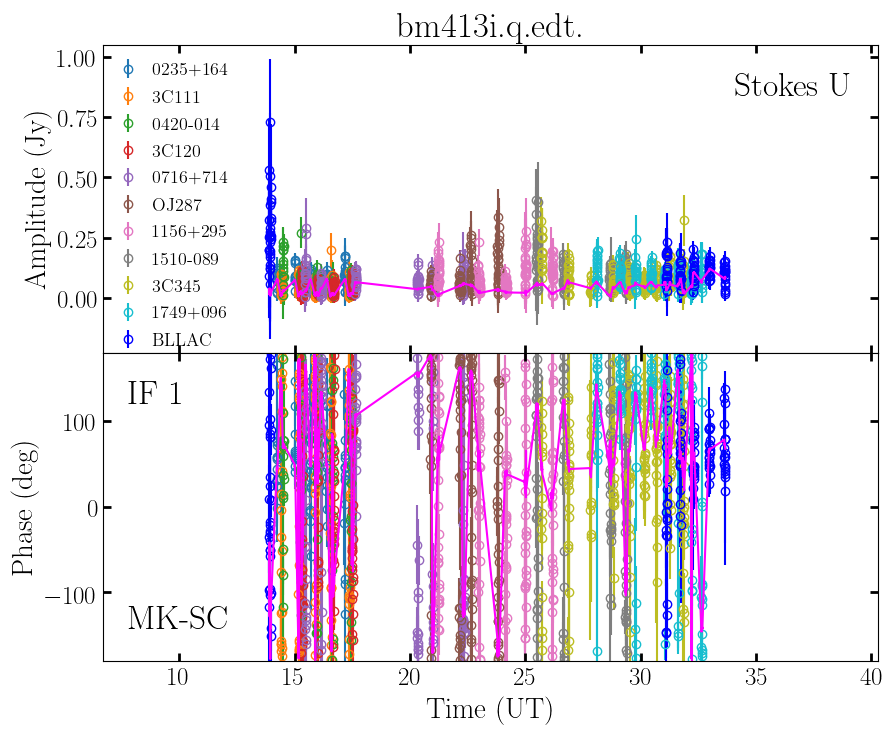 bm413i.q.edt.
Stokes U
Amplitude (Jy)
1.00
0.75
0.50
0.25
0.00
0235+164
3C111
0420-014
3C120
0716+714
OJ287
1156+295
1510-089
3C345
1749+096
BLLAC
IF 1
MK-SC
Phase (deg)
100
0
−100
10 15 20 25 30 35 40
Time (UT)